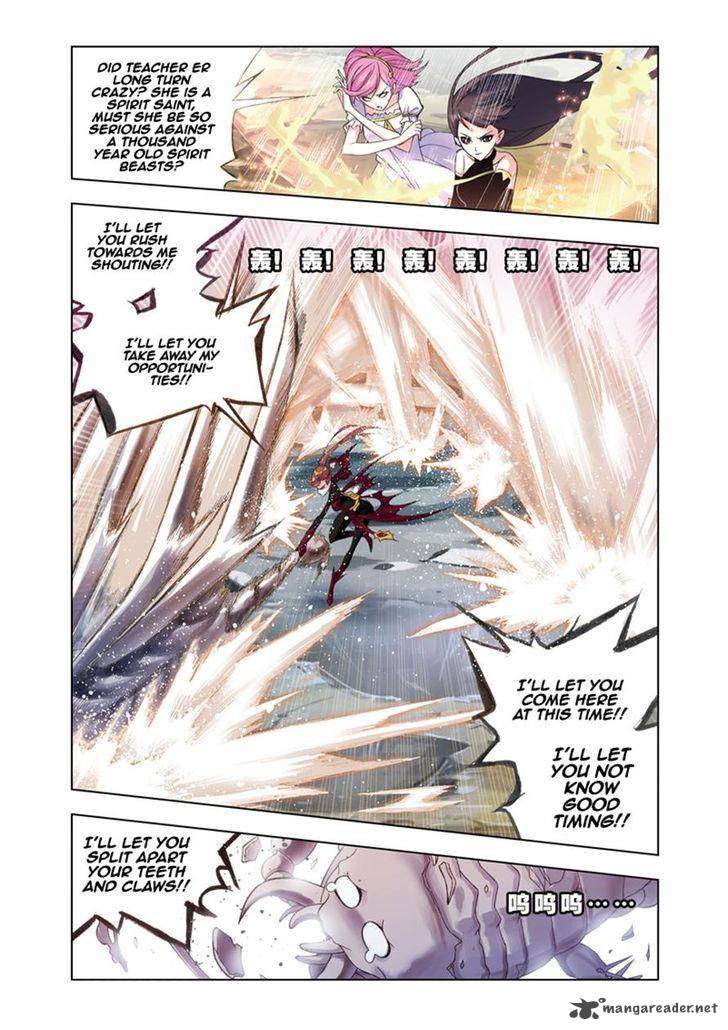 DID TEACHER ER
LONG TURN
CRAZY? SHE IS A
SPIRIT SAINT,
MUST SHE BE SO
SERIOUS AGAINST
A THOUSAND
YEAR OLD SPIRIT
BEASTS?
I'LL LET
YOU RUSH
TOWARDS ME
SHOUTING!!
轰! 轰! 轰! 轰! 轰! 轰! 轰! 轰!
I'LL LET YOU
TAKE AWAY MY
OPPORTUNI-
TIES!!
I'LL LET YOU
COME HERE
AT THIS TIME!!
I'LL LET
YOU NOT
KNOW
GOOD
TIMING!!
I'LL LET YOU
SPLIT APART
YOUR TEETH
AND CLAWS!!
呜呜呜……
mangareader.net